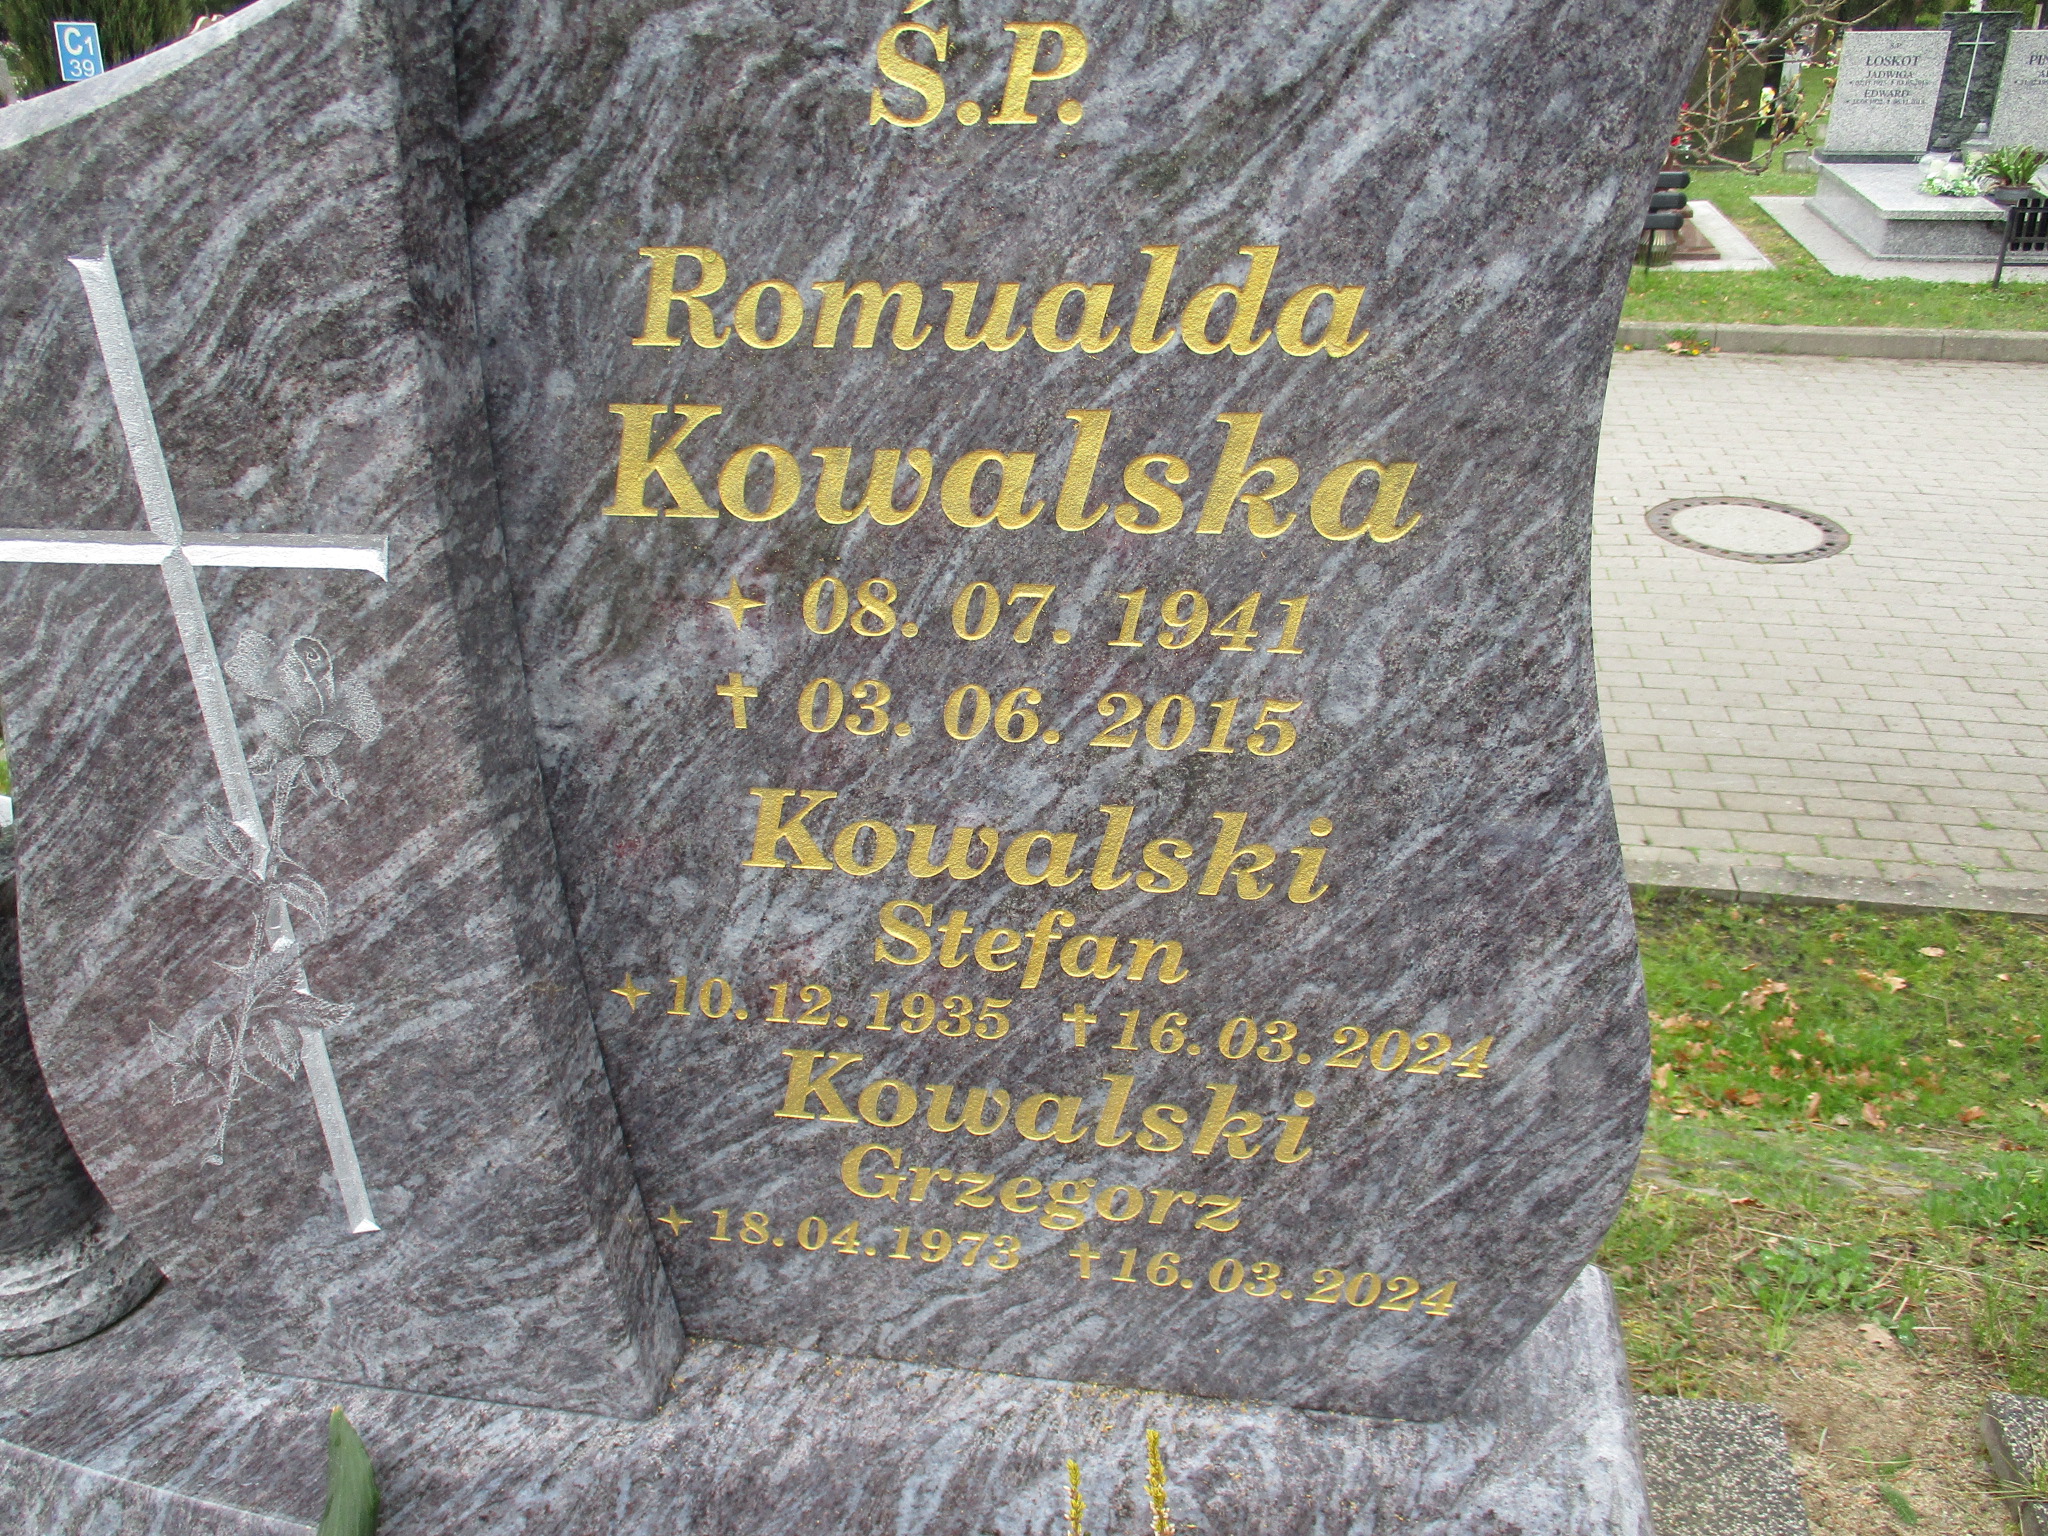 C1
39
Ś.P.
Romualda
Kowalska
08. 07. 1941
03. 06. 2015
Kowalski
Stefan
10. 12. 1935 16. 03. 2024
Kowalski
Grzegorz
18. 04. 1973 16. 03. 2024
ŁOSKOT
JADWIGA
EDWARD